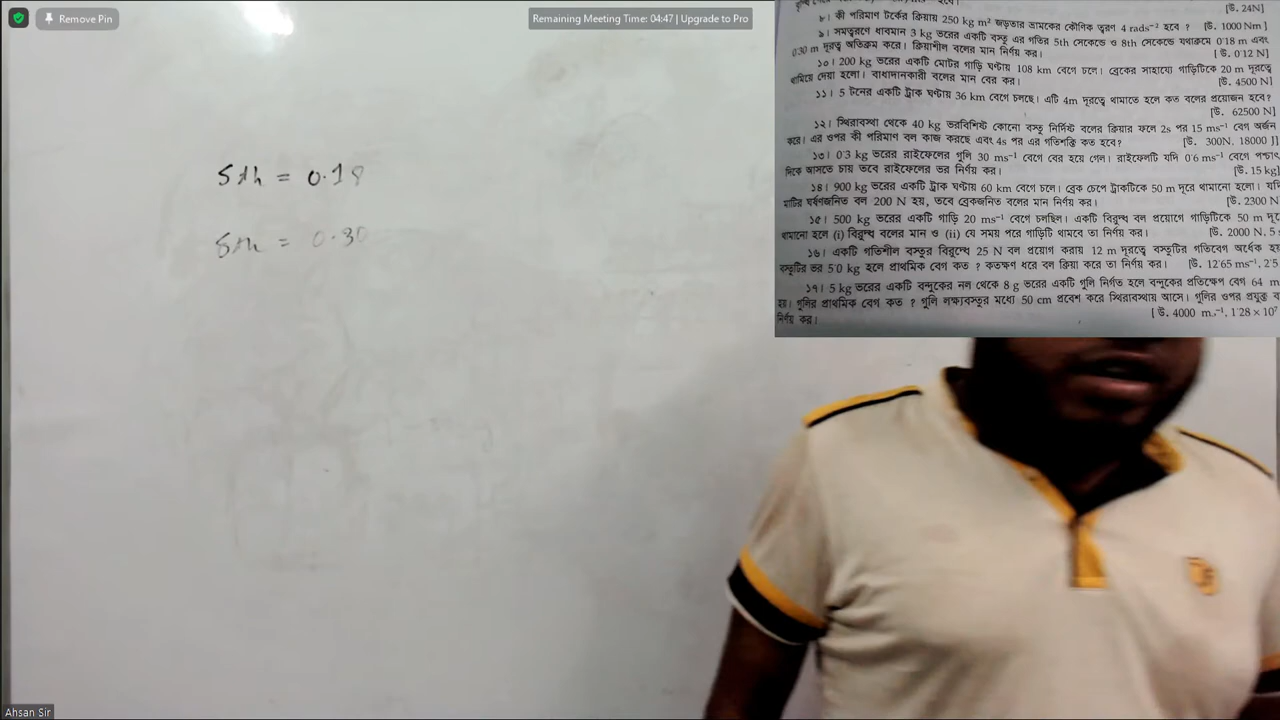 Remove Pin
Remaining Meeting Time: 04:47 | Upgrade to Pro
5th = 0.18
8th = 0.30
[উ. 24N]
৮। কী পরিমাণ টর্কের ক্রিয়ায় 250 kg m² জড়তার ভ্রামকের কৌণিক ত্বরণ 4 rads⁻² হবে ? [উ. 1000 Nm]
৯। সমত্বরণে ধাবমান 3 kg ভরের একটি বস্তু এর গতির 5th সেকেন্ডে ও 8th সেকেন্ডে যথাক্রমে 0·18 m এবং
0·30 m দূরত্ব অতিক্রম করে। ক্রিয়াশীল বলের মান নির্ণয় কর। [উ. 0·12 N]
১০। 200 kg ভরের একটি মোটর গাড়ি ঘণ্টায় 108 km বেগে চলে। ব্রেকের সাহায্যে গাড়িটিকে 20 m দূরত্বে
থামিয়ে দেয়া হলো। বাধাদানকারী বলের মান বের কর। [উ. 4500 N]
১১। 5 টনের একটি ট্রাক ঘণ্টায় 36 km বেগে চলছে। এটি 4m দূরত্বে থামাতে হলে কত বলের প্রয়োজন হবে?
[উ. 62500 N]
১২। স্থিরাবস্থা থেকে 40 kg ভরবিশিষ্ট কোনো বস্তু নির্দিষ্ট বলের ক্রিয়ার ফলে 2s পর 15 ms⁻¹ বেগ অর্জন
করে। এর ওপর কী পরিমাণ বল কাজ করছে এবং 4s পর এর গতিশক্তি কত হবে? [উ. 300N. 18000 J]
১৩। 0·3 kg ভরের রাইফেলের গুলি 30 ms⁻¹ বেগে বের হয়ে গেল। রাইফেলটি যদি 0·6 ms⁻¹ বেগে পশ্চাৎ
দিকে আসতে চায় তবে রাইফেলের ভর নির্ণয় কর। [উ. 15 kg]
১৪। 900 kg ভরের একটি ট্রাক ঘণ্টায় 60 km বেগে চলে। ব্রেক চেপে ট্রাকটিকে 50 m দূরে থামানো হলো। যদি
মাটির ঘর্ষণজনিত বল 200 N হয়, তবে ব্রেকজনিত বলের মান নির্ণয় কর। [উ. 2300 N
১৫। 500 kg ভরের একটি গাড়ি 20 ms⁻¹ বেগে চলছিল। একটি বিরুদ্ধ বল প্রয়োগে গাড়িটিকে 50 m দূ
থামানো হলে (i) বিরুদ্ধ বলের মান ও (ii) যে সময় পরে গাড়িটি থামবে তা নির্ণয় কর। [উ. 2000 N, 5
১৬। একটি গতিশীল বস্তুর বিরুদ্ধে 25 N বল প্রয়োগ করায় 12 m দূরত্বে বস্তুটির গতিবেগ অর্ধেক হ
বস্তুটির ভর 5·0 kg হলে প্রাথমিক বেগ কত ? কতক্ষণ ধরে বল ক্রিয়া করে তা নির্ণয় কর। [উ. 12·65 ms⁻¹, 2·5
১৭। 5 kg ভরের একটি বন্দুকের নল থেকে 8 g ভরের একটি গুলি নির্গত হলে বন্দুকের প্রতিক্ষেপ বেগ 64 m
হয়। গুলির প্রাথমিক বেগ কত ? গুলি লক্ষ্যবস্তুর মধ্যে 50 cm প্রবেশ করে স্থিরাবস্থায় আসে। গুলির ওপর প্রযুক্ত ব
নির্ণয় কর। [উ. 4000 m.⁻¹, 1·28 × 10⁷
Ahsan Sir